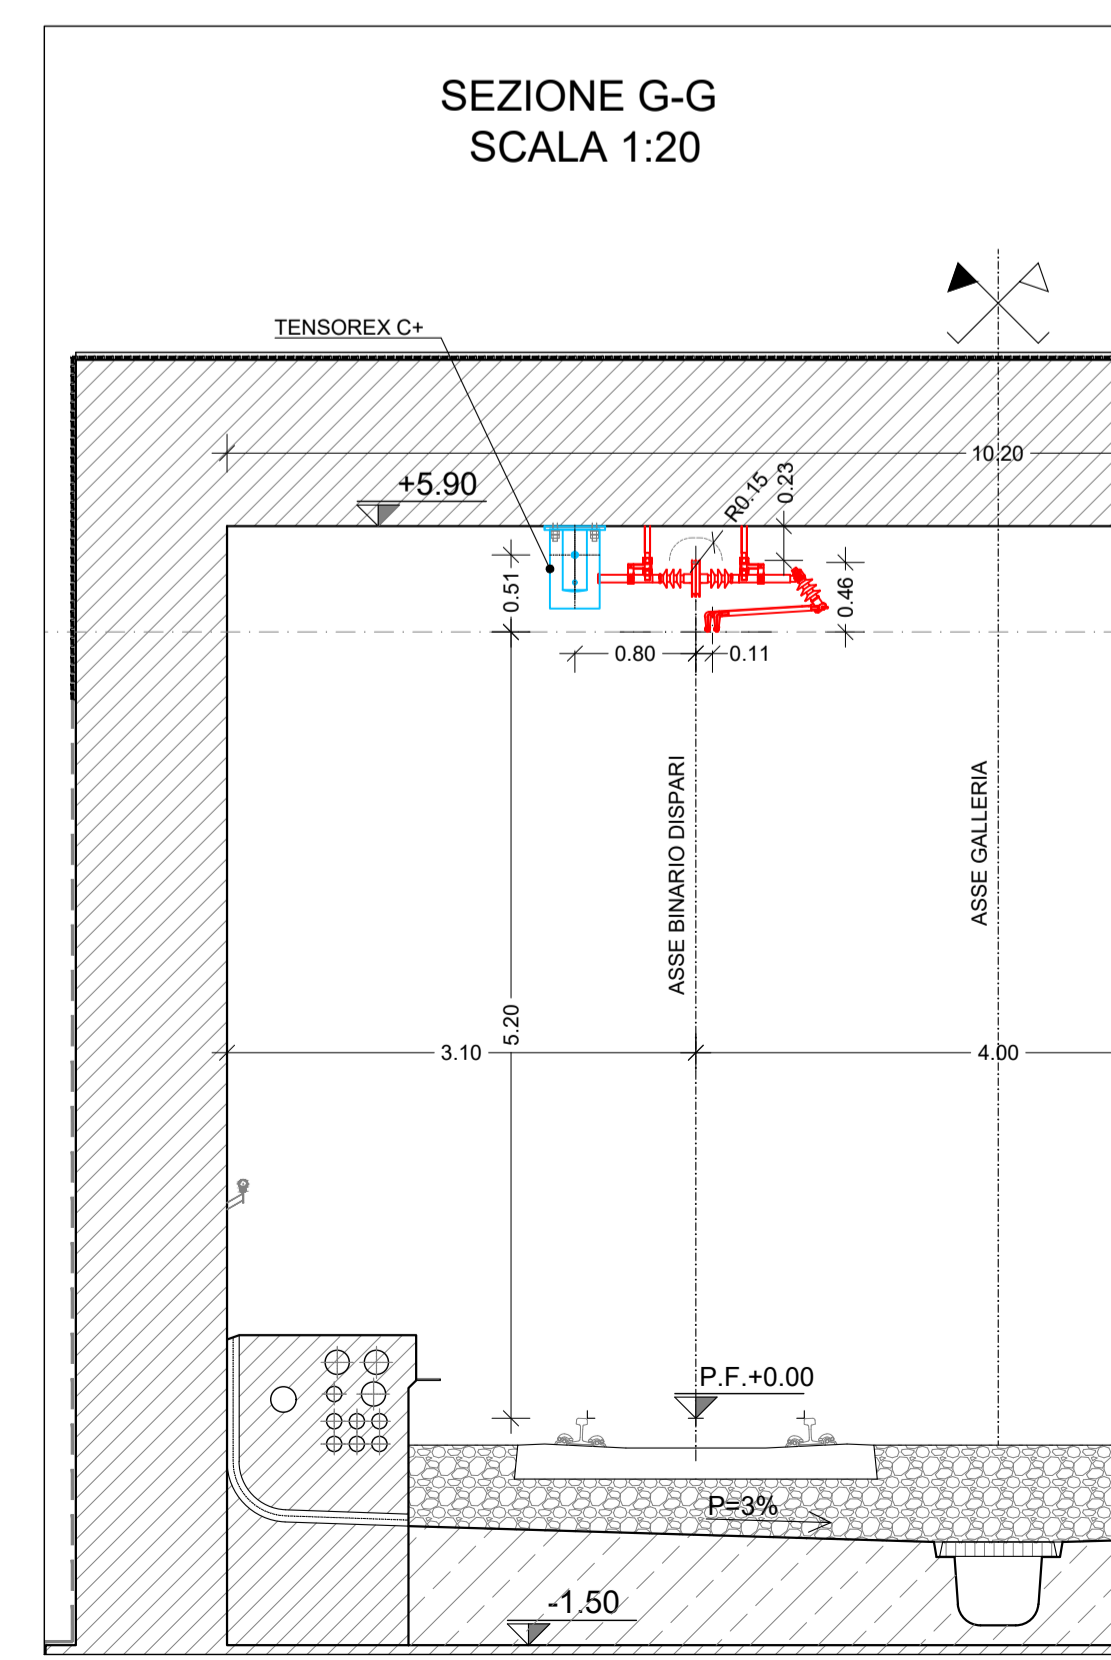 SEZIONE G-G
SCALA 1:20
TENSOREX C+
10.20
+5.90
R0.15
0.23
0.51
0.46
0.80
0.11
ASSE BINARIO DISPARI
ASSE GALLERIA
5.20
3.10
4.00
P.F.+0.00
P=3%
-1.50